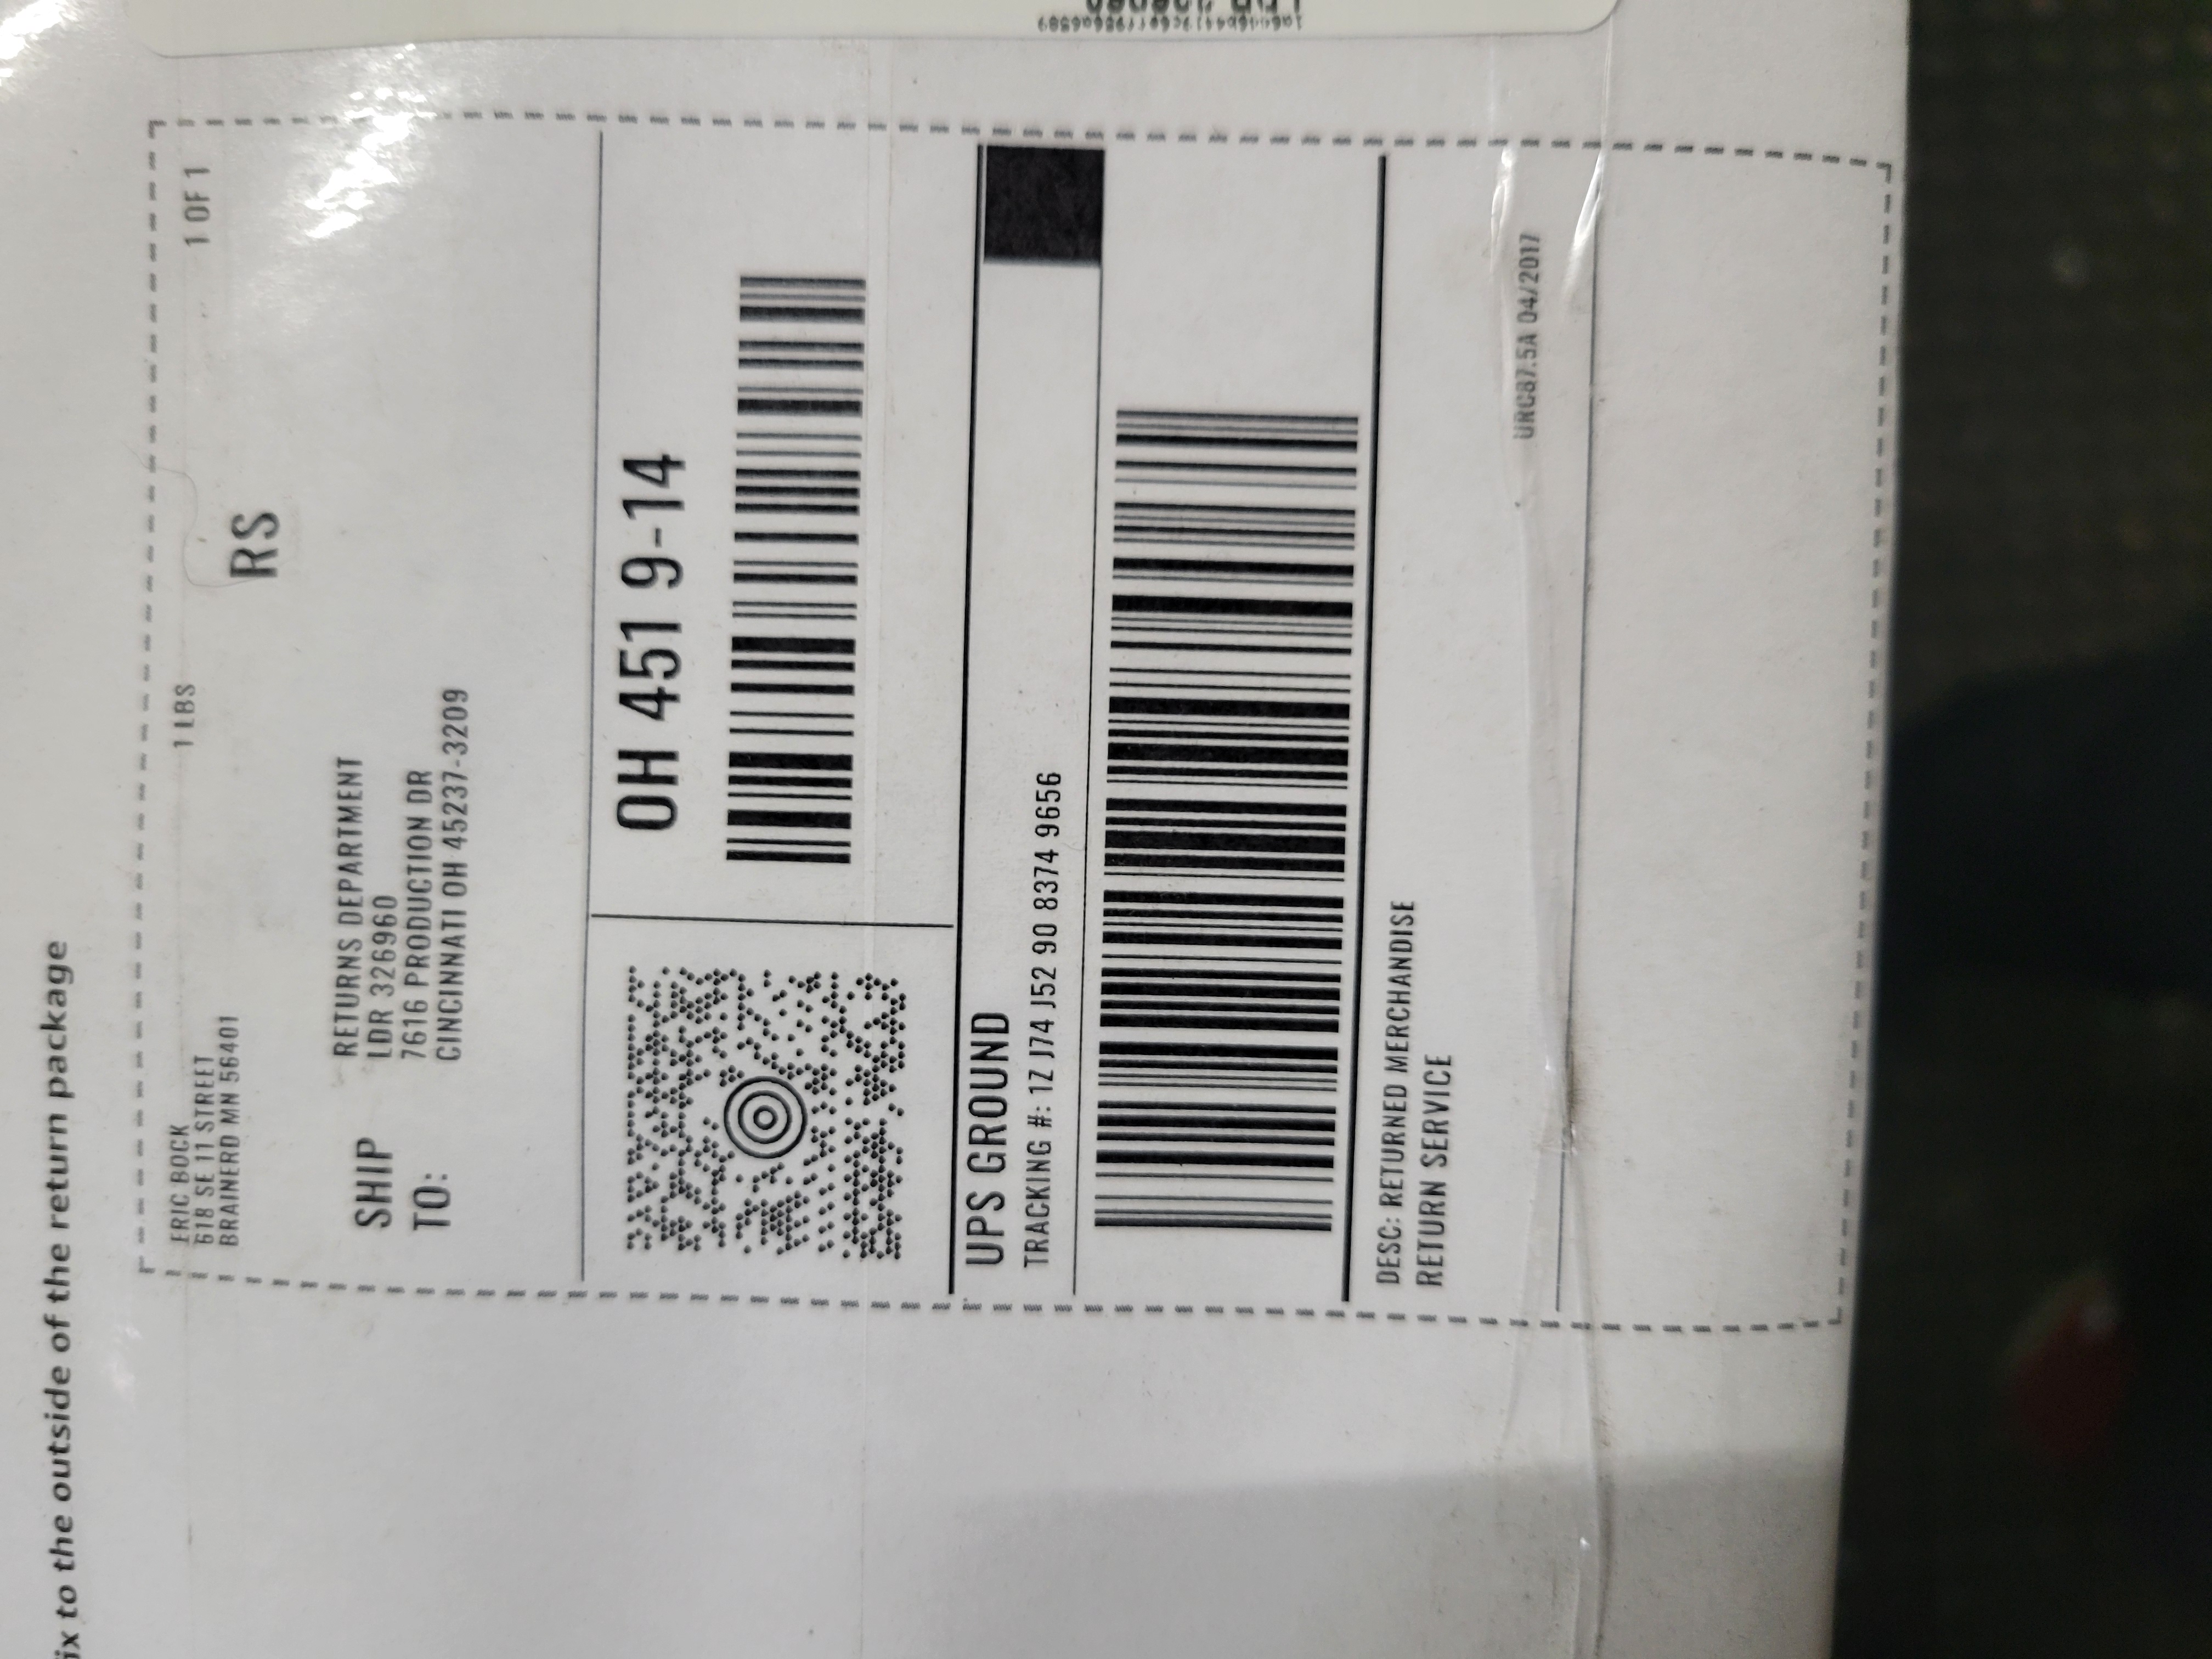 ix to the outside of the return package
ERIC BOCK
618 SE 11 STREET
BRAINERD MN 56401
1 LBS
1 OF 1
RS
SHIP
TO:
RETURNS DEPARTMENT
LDR 326960
7616 PRODUCTION DR
CINCINNATI OH 45237-3209
OH 451 9-14
UPS GROUND
TRACKING #: 1Z J74 J52 90 8374 9656
DESC: RETURNED MERCHANDISE
RETURN SERVICE
URC87.5A 04/2017